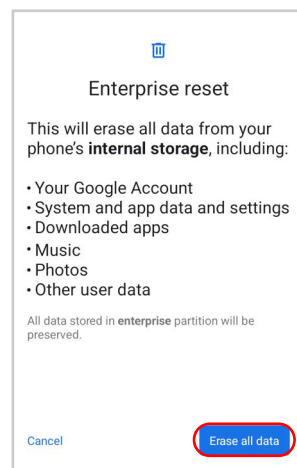 Enterprise reset
This will erase all data from your
phone's internal storage, including:
• Your Google Account
• System and app data and settings
• Downloaded apps
• Music
• Photos
• Other user data
All data stored in enterprise partition will be
preserved.
Cancel
Erase all data